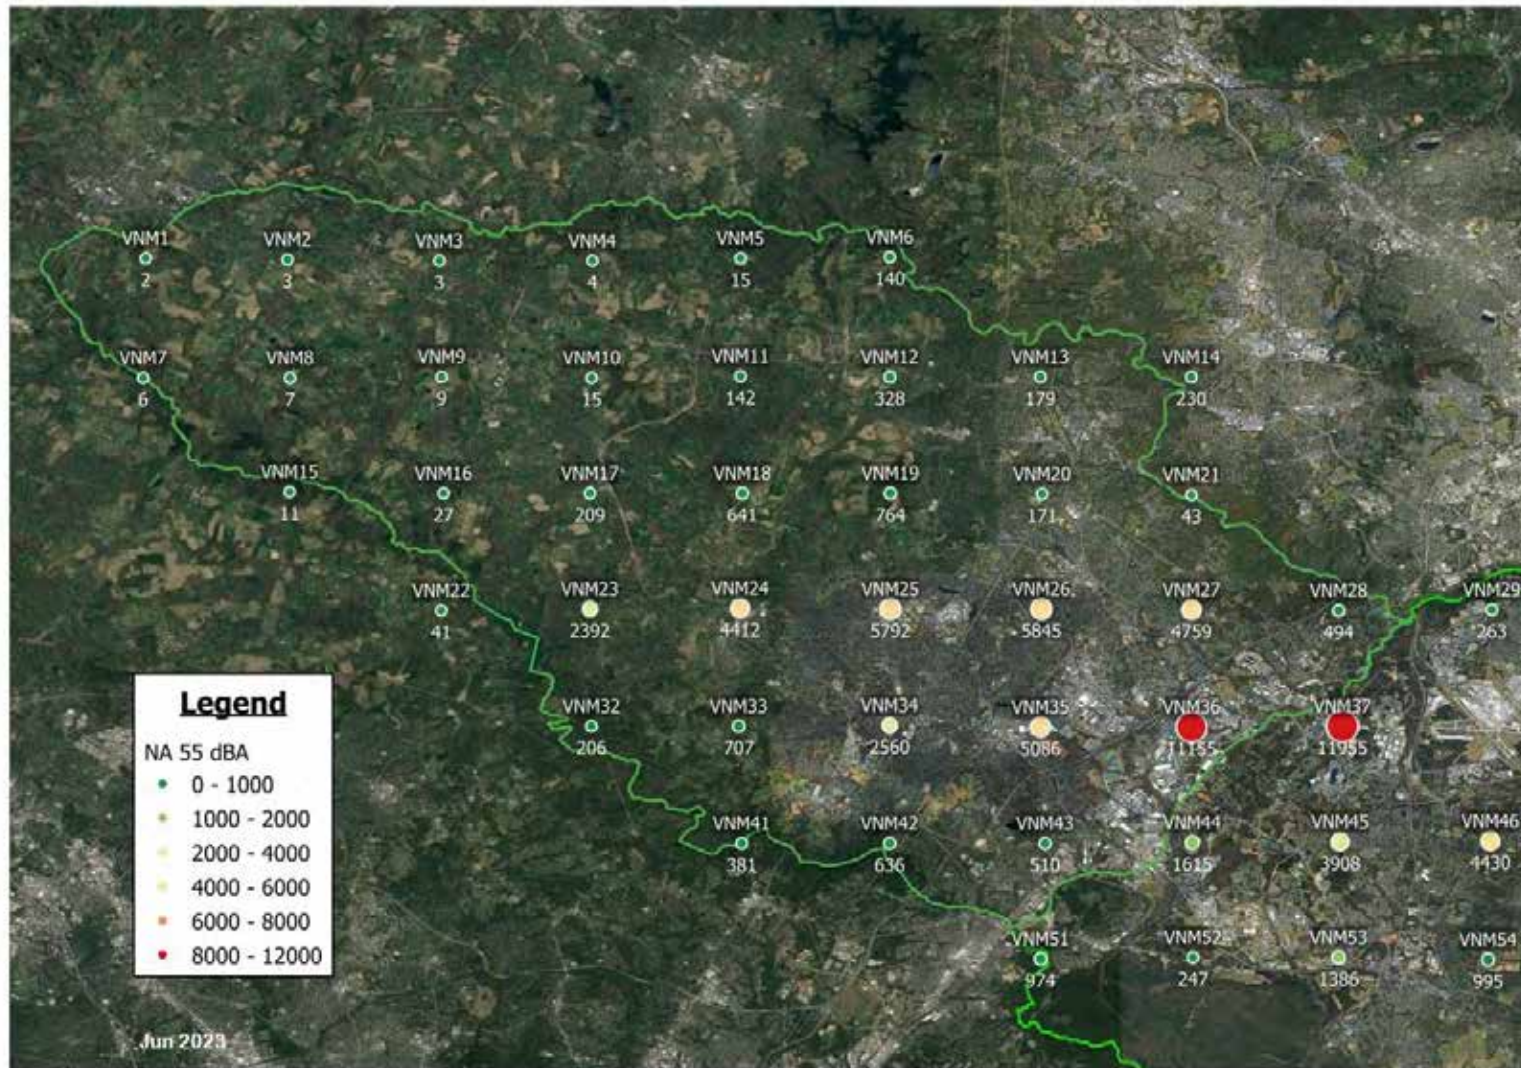 VNM1 VNM2 VNM3 VNM4 VNM5 VNM6
2 3 3 4 15 140
VNM7 VNM8 VNM9 VNM10 VNM11 VNM12 VNM13 VNM14
6 7 9 15 142 328 179 230
VNM15 VNM16 VNM17 VNM18 VNM19 VNM20 VNM21
11 27 209 641 764 171 43
VNM22 VNM23 VNM24 VNM25 VNM26 VNM27 VNM28 VNM29
41 2392 4412 5792 5845 4759 494 263
VNM32 VNM33 VNM34 VNM35 VNM36 VNM37
206 707 2560 5086 11155 11955
VNM41 VNM42 VNM43 VNM44 VNM45 VNM46
381 636 510 1615 3908 4430
VNM51 VNM52 VNM53 VNM54
974 247 1386 995
Legend
NA 55 dBA
0 - 1000
1000 - 2000
2000 - 4000
4000 - 6000
6000 - 8000
8000 - 12000
Jun 2023